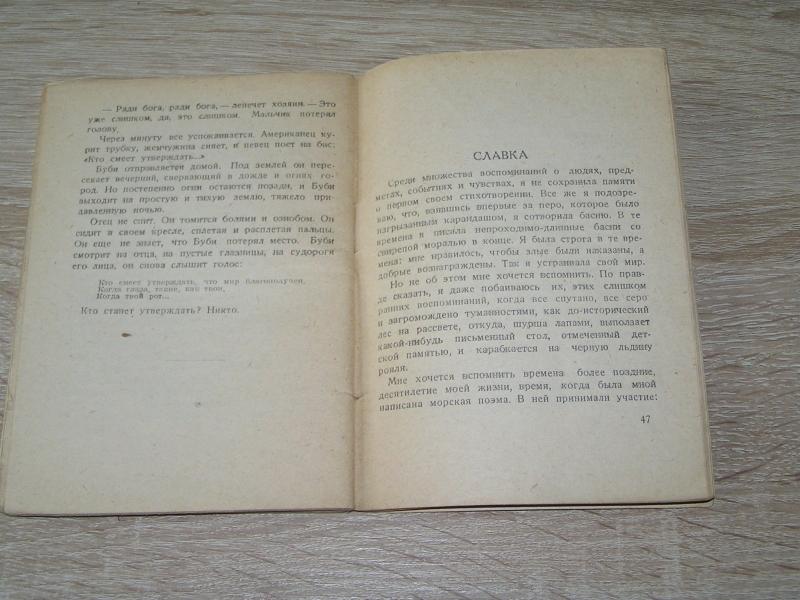 — Ради бога, ради бога, — лепечет хозяин. — Это
уже слишком, да, это слишком. Мальчик потерял
голову.
Через минуту все успокаивается. Американец ку-
рит трубку, жемчужина сияет, и певец поет на бис:
«Кто смеет утверждать...»
Буби отправляется домой. Под землей он пере-
секает вечерний, сверкающий в дожде и огнях го-
род. Но постепенно огни остаются позади, и Буби
выходит на простую и тихую землю, тяжело при-
давленную ночью.
Отец не спит. Он томится болями и ознобом. Он
сидит в своем кресле, сплетая и расплетая пальцы.
Он еще не знает, что Буби потерял место. Буби
смотрит на отца, на пустые глазницы, на судороги
его лица, он снова слышит голос:
Кто смеет утверждать, что мир благополучен,
Когда глаза, такие, как твои,
Когда твой рот...
Кто станет утверждать? Никто.
СЛАВКА
Среди множества воспоминаний о людях, пред-
метах, событиях и чувствах, я не сохранила памяти
о первом своем стихотворении. Все же я подозре-
ваю, что, взявшись впервые за перо, которое было
нагрызанным карандашом, я сотворила басню. В те
времена я писала непроходимо-длинные басни со
свирепой моралью в конце. Я была строга в те вре-
мена: мне нравилось, чтобы злые были наказаны, а
добрые вознаграждены. Так я устраивала свой мир.
Но не об этом мне хочется вспомнить. По прав-
де сказать, я даже побаиваюсь их, этих слишком
ранних воспоминаний, когда все спутано, все серо
и загромождено туманностями, как до-исторический
лес на рассвете, откуда, шурша лапами, выползает
какой-нибудь письменный стол, отмеченный дет-
ской памятью, и карабкается на черную льдину
рояля.
Мне хочется вспомнить времена более поздние,
десятилетие моей жизни, время, когда была мной
написана морская поэма. В ней принимали участие:
47